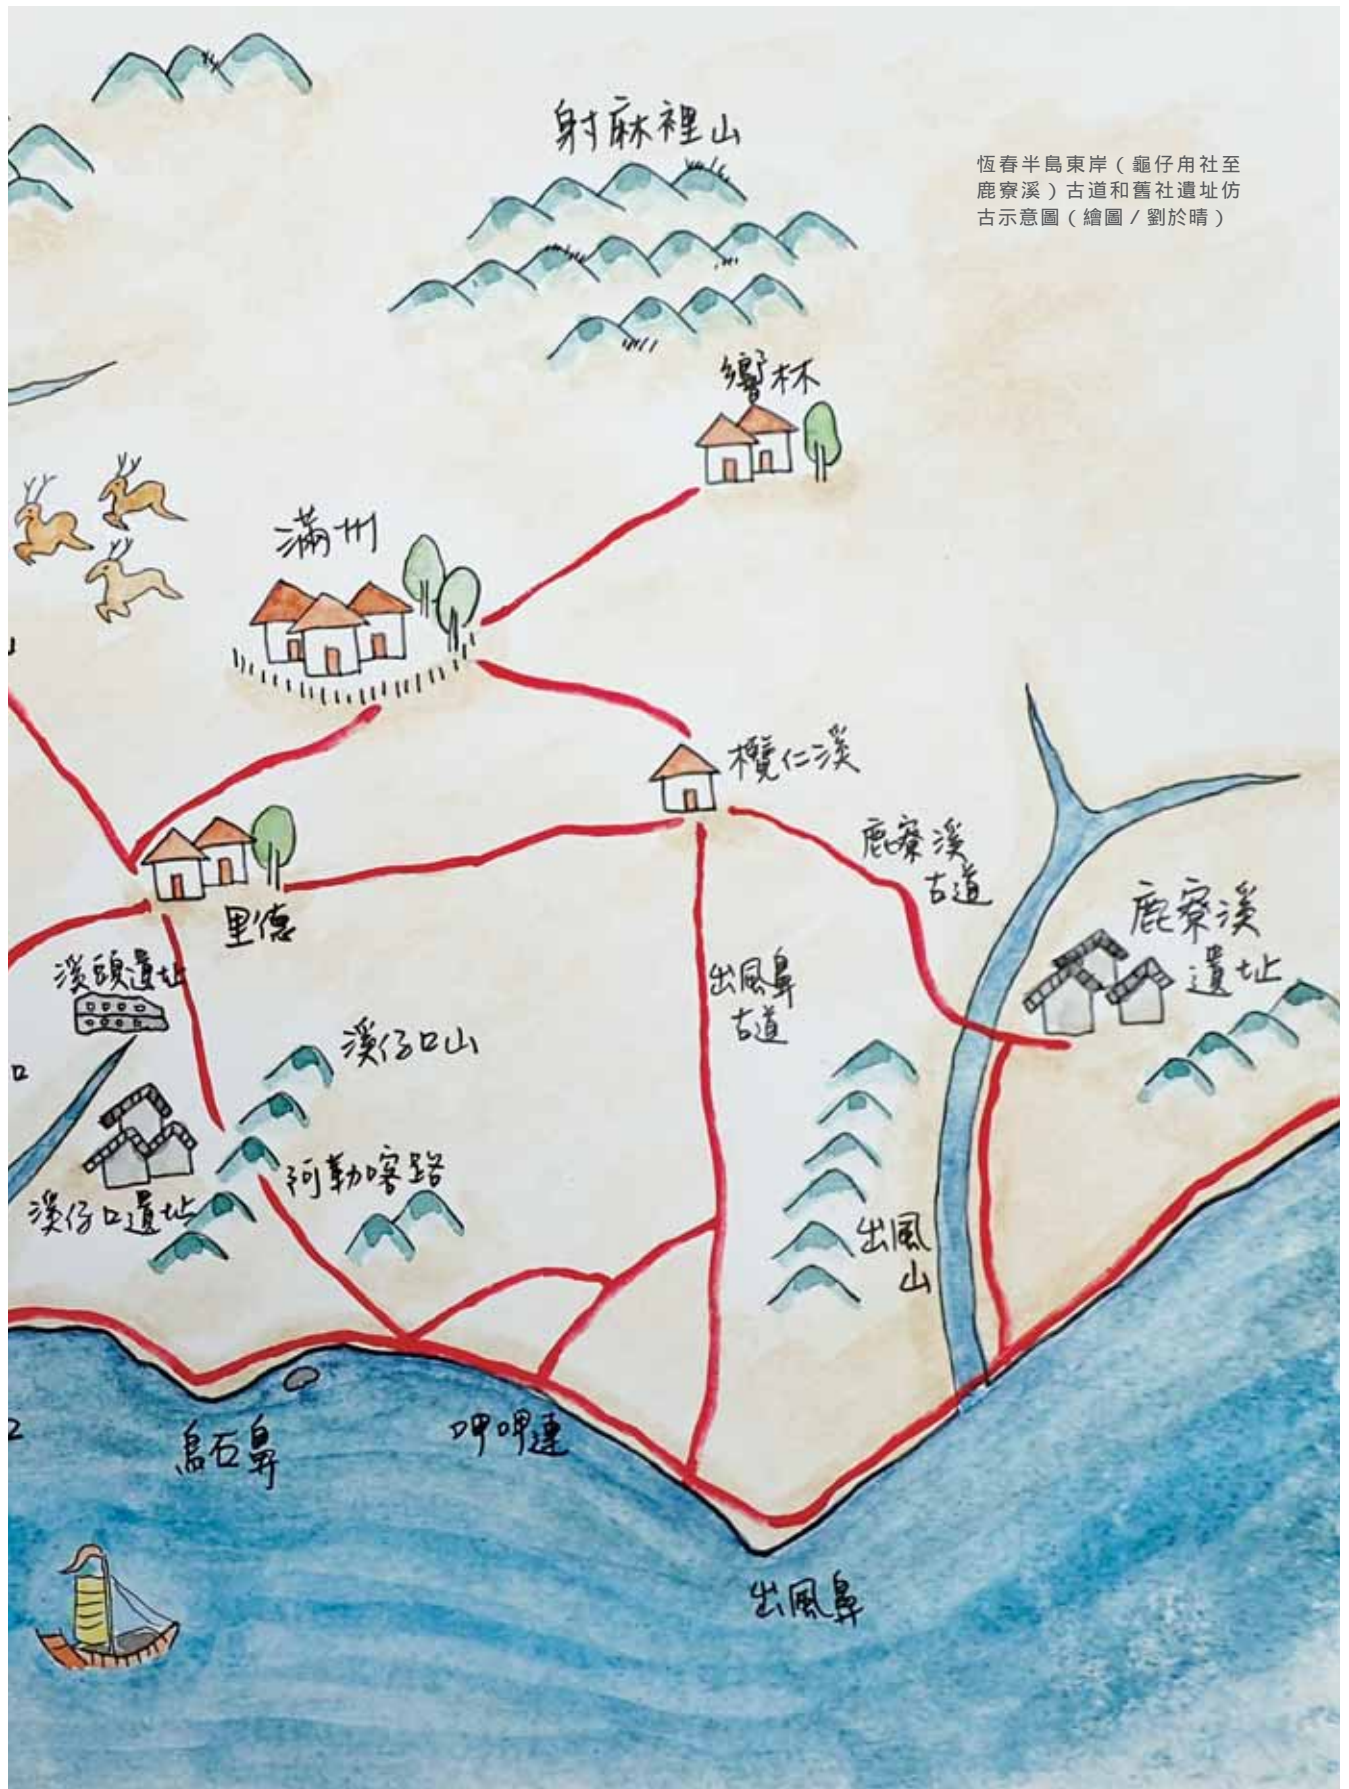 射麻裡山
恆春半島東岸（龜仔甪社至
鹿寮溪）古道和舊社遺址仿
古示意圖（繪圖／劉於晴）
響林
滿州
欖仁溪
鹿寮溪
古道
鹿寮溪
遺址
里德
溪頭遺址
出風鼻
古道
溪仔口山
口
阿勒喀路
溪仔口遺址
出風
山
烏石鼻
呷呷連
出風鼻